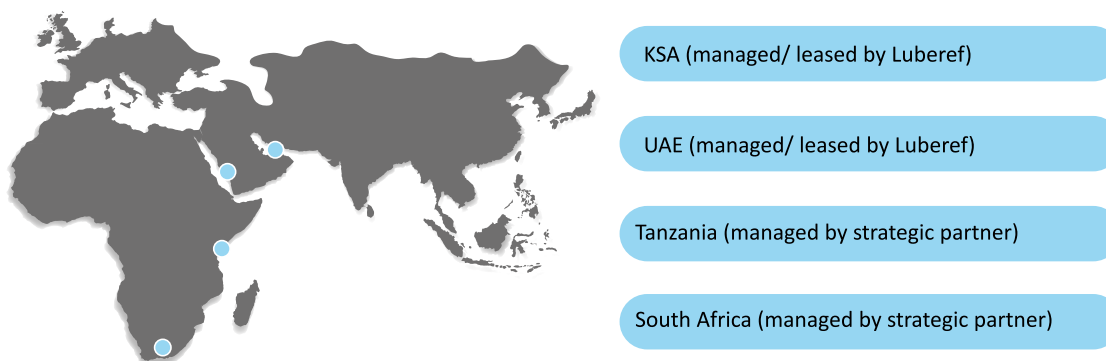 KSA (managed/ leased by Luberef)
UAE (managed/ leased by Luberef)
Tanzania (managed by strategic partner)
South Africa (managed by strategic partner)